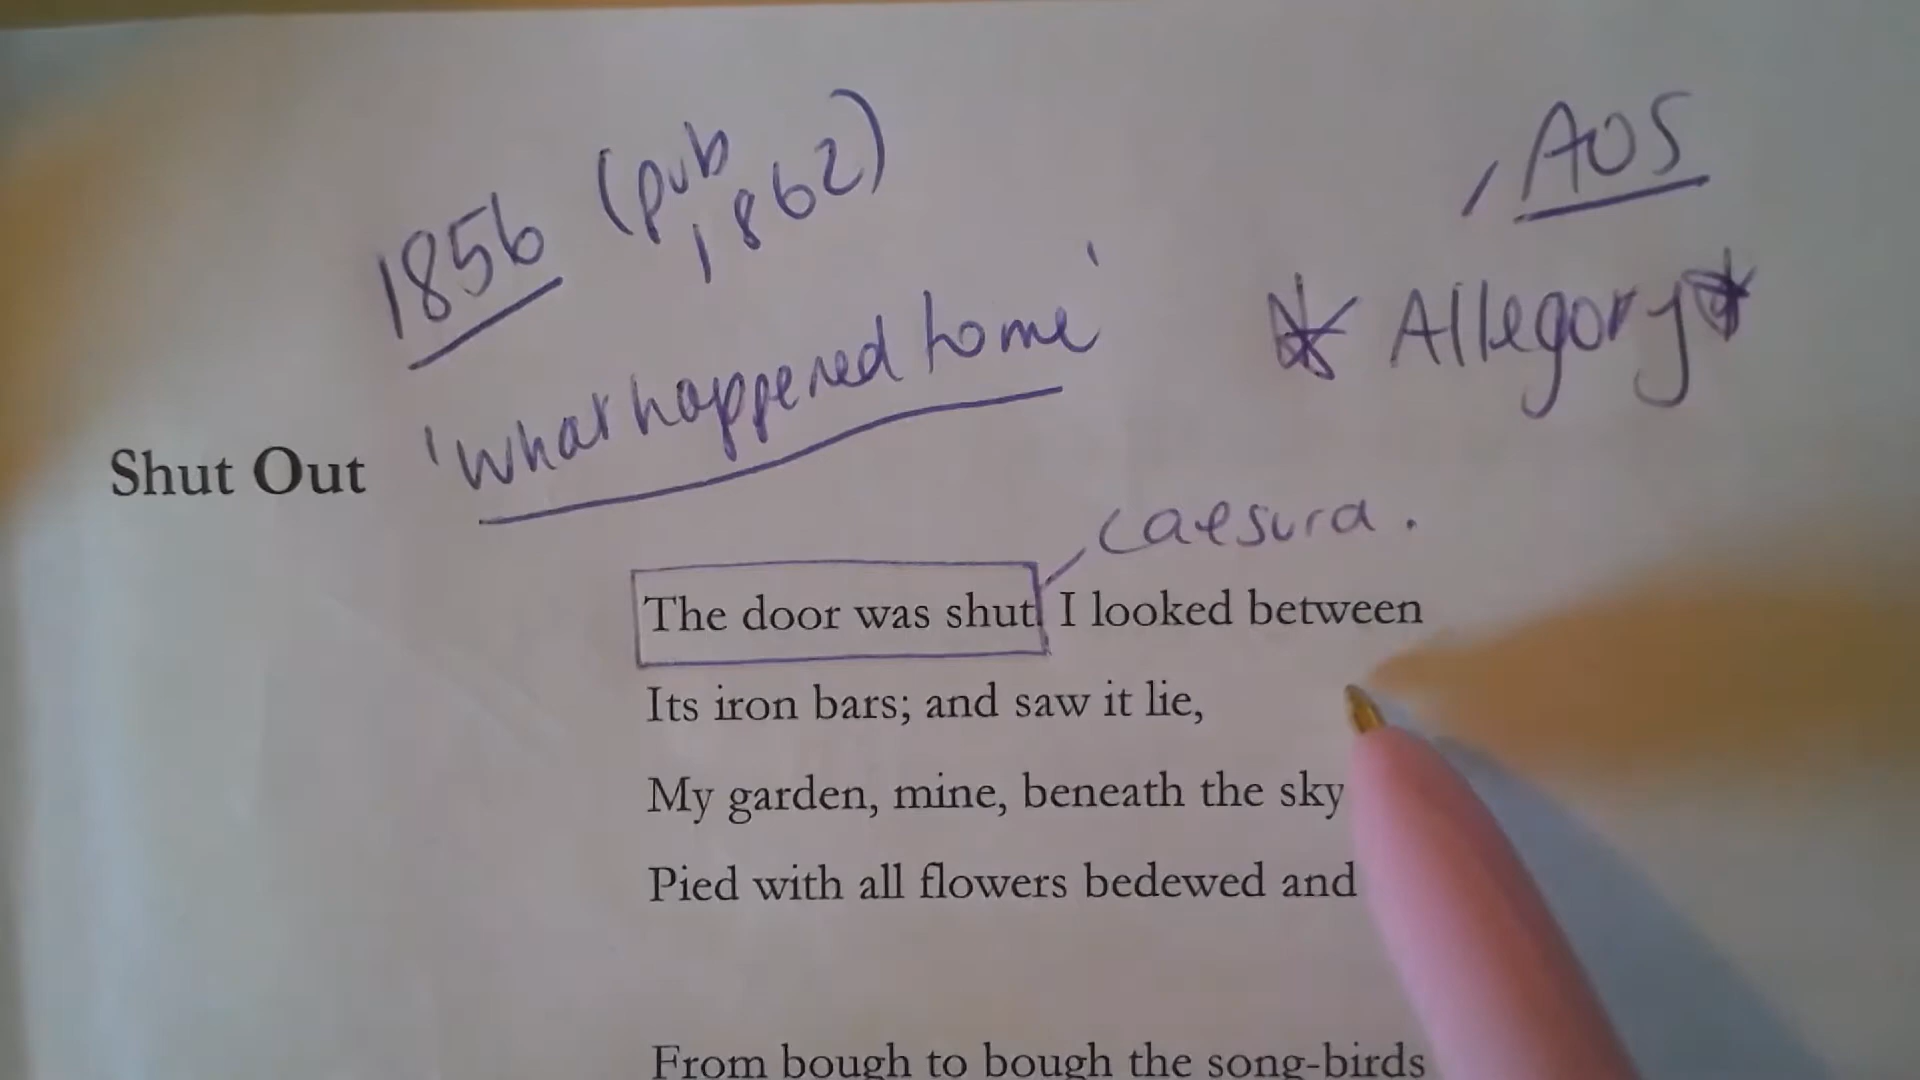 1856 (pub 1862)
, AOS
* Allegory *
'what happened to me'
Shut Out
caesura.
The door was shut. I looked between
Its iron bars; and saw it lie,
My garden, mine, beneath the sky
Pied with all flowers bedewed and
From bough to bough the song-birds